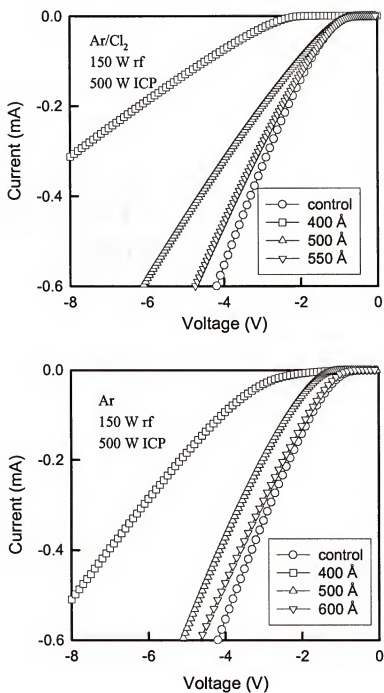 Ar/Cl₂
150 W rf
500 W ICP
0.0
-0.2
-0.4
-0.6
Current (mA)
control
400 Å
500 Å
550 Å
-8
-6
-4
-2
0
Voltage (V)
Ar
150 W rf
500 W ICP
0.0
-0.2
-0.4
-0.6
Current (mA)
control
400 Å
500 Å
600 Å
-8
-6
-4
-2
0
Voltage (V)